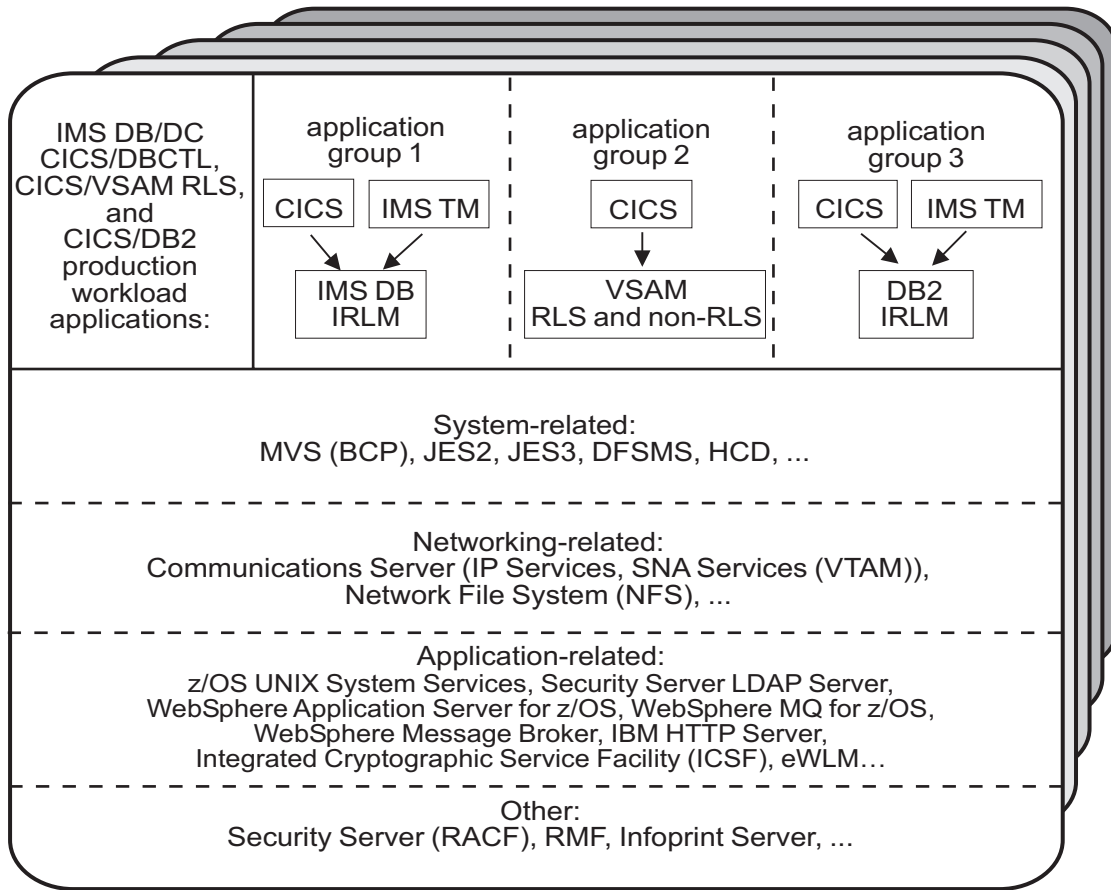 IMS DB/DC
CICS/DBCTL,
CICS/VSAM RLS,
and
CICS/DB2
production
workload
applications:
application
group 1
CICS
IMS TM
IMS DB
IRLM
application
group 2
CICS
VSAM
RLS and non-RLS
application
group 3
CICS
IMS TM
DB2
IRLM
System-related:
MVS (BCP), JES2, JES3, DFSMS, HCD, ...
Networking-related:
Communications Server (IP Services, SNA Services (VTAM)),
Network File System (NFS), ...
Application-related:
z/OS UNIX System Services, Security Server LDAP Server,
WebSphere Application Server for z/OS, WebSphere MQ for z/OS,
WebSphere Message Broker, IBM HTTP Server,
Integrated Cryptographic Service Facility (ICSF), eWLM...
Other:
Security Server (RACF), RMF, Infoprint Server, ...